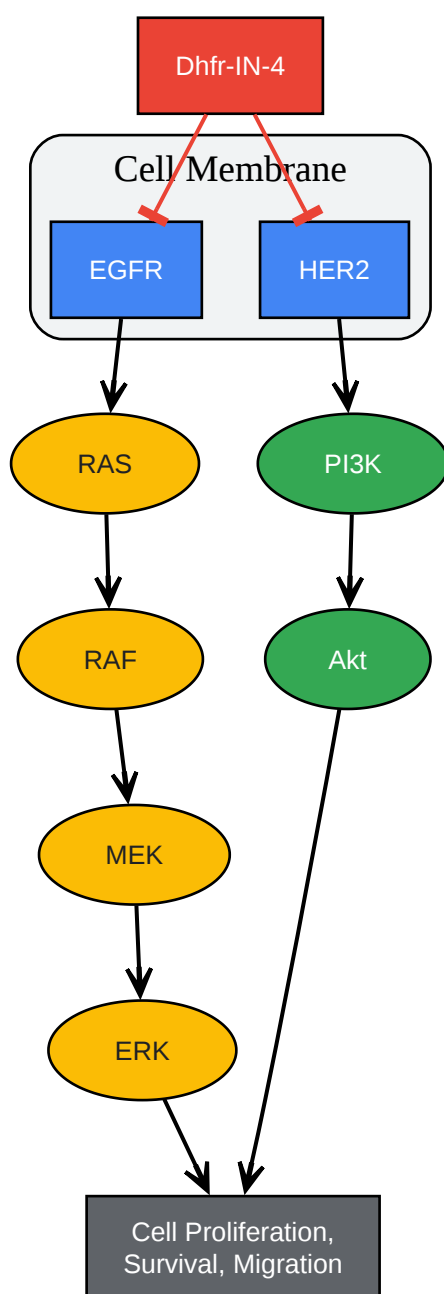 Dhfr-IN-4
Cell Membrane
EGFR
HER2
RAS
PI3K
RAF
Akt
MEK
ERK
Cell Proliferation,
Survival, Migration